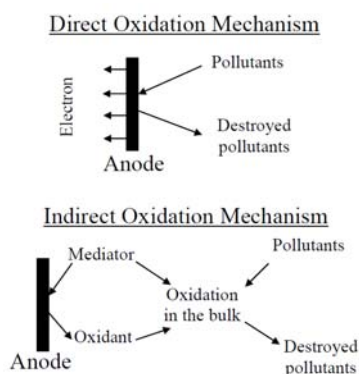 Direct Oxidation Mechanism
Pollutants
Electron
Destroyed
pollutants
Anode
Indirect Oxidation Mechanism
Pollutants
Mediator
Oxidation
in the bulk
Oxidant
Destroyed
pollutants
Anode